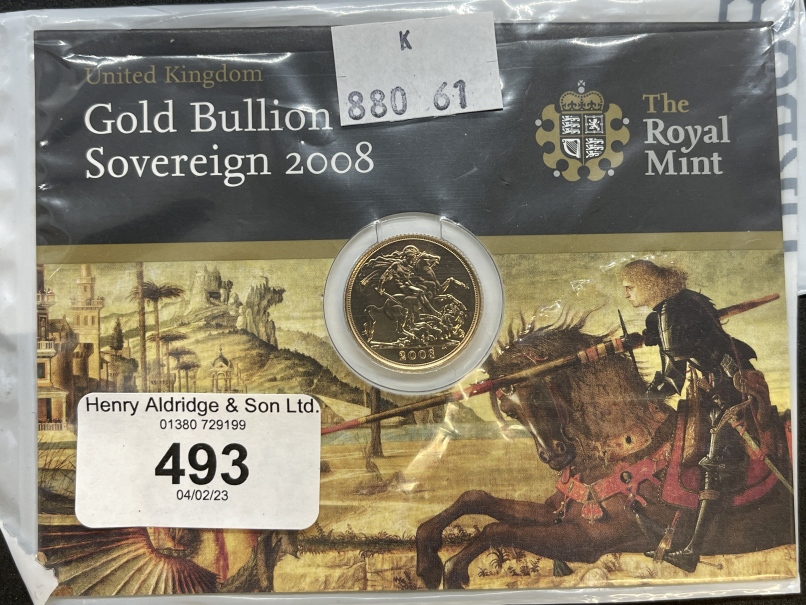 K
880 61
United Kingdom
Gold Bullion
Sovereign 2008
The
Royal
Mint
2008
Henry Aldridge & Son Ltd.
01380 729199
493
04/02/23